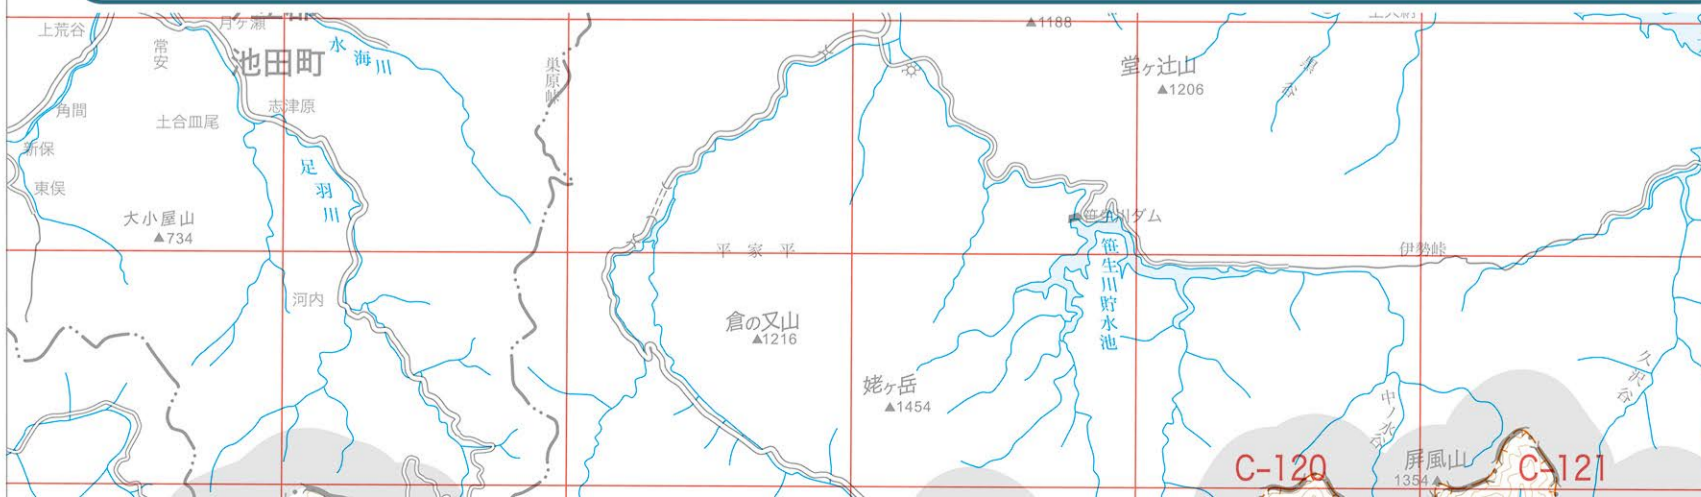 上荒谷
月ヶ瀬
▲1188
常安
池田町
水海川
巣原峠
堂ヶ辻山
▲1206
角間
志津原
土合皿尾
新保
足羽川
東俣
大小屋山
▲734
笹生川ダム
平家平
笹生川貯水池
伊勢峠
河内
倉の又山
▲1216
姥ヶ岳
▲1454
久沢谷
中ノ水谷
C-120
屏風山
1354▲
C-121